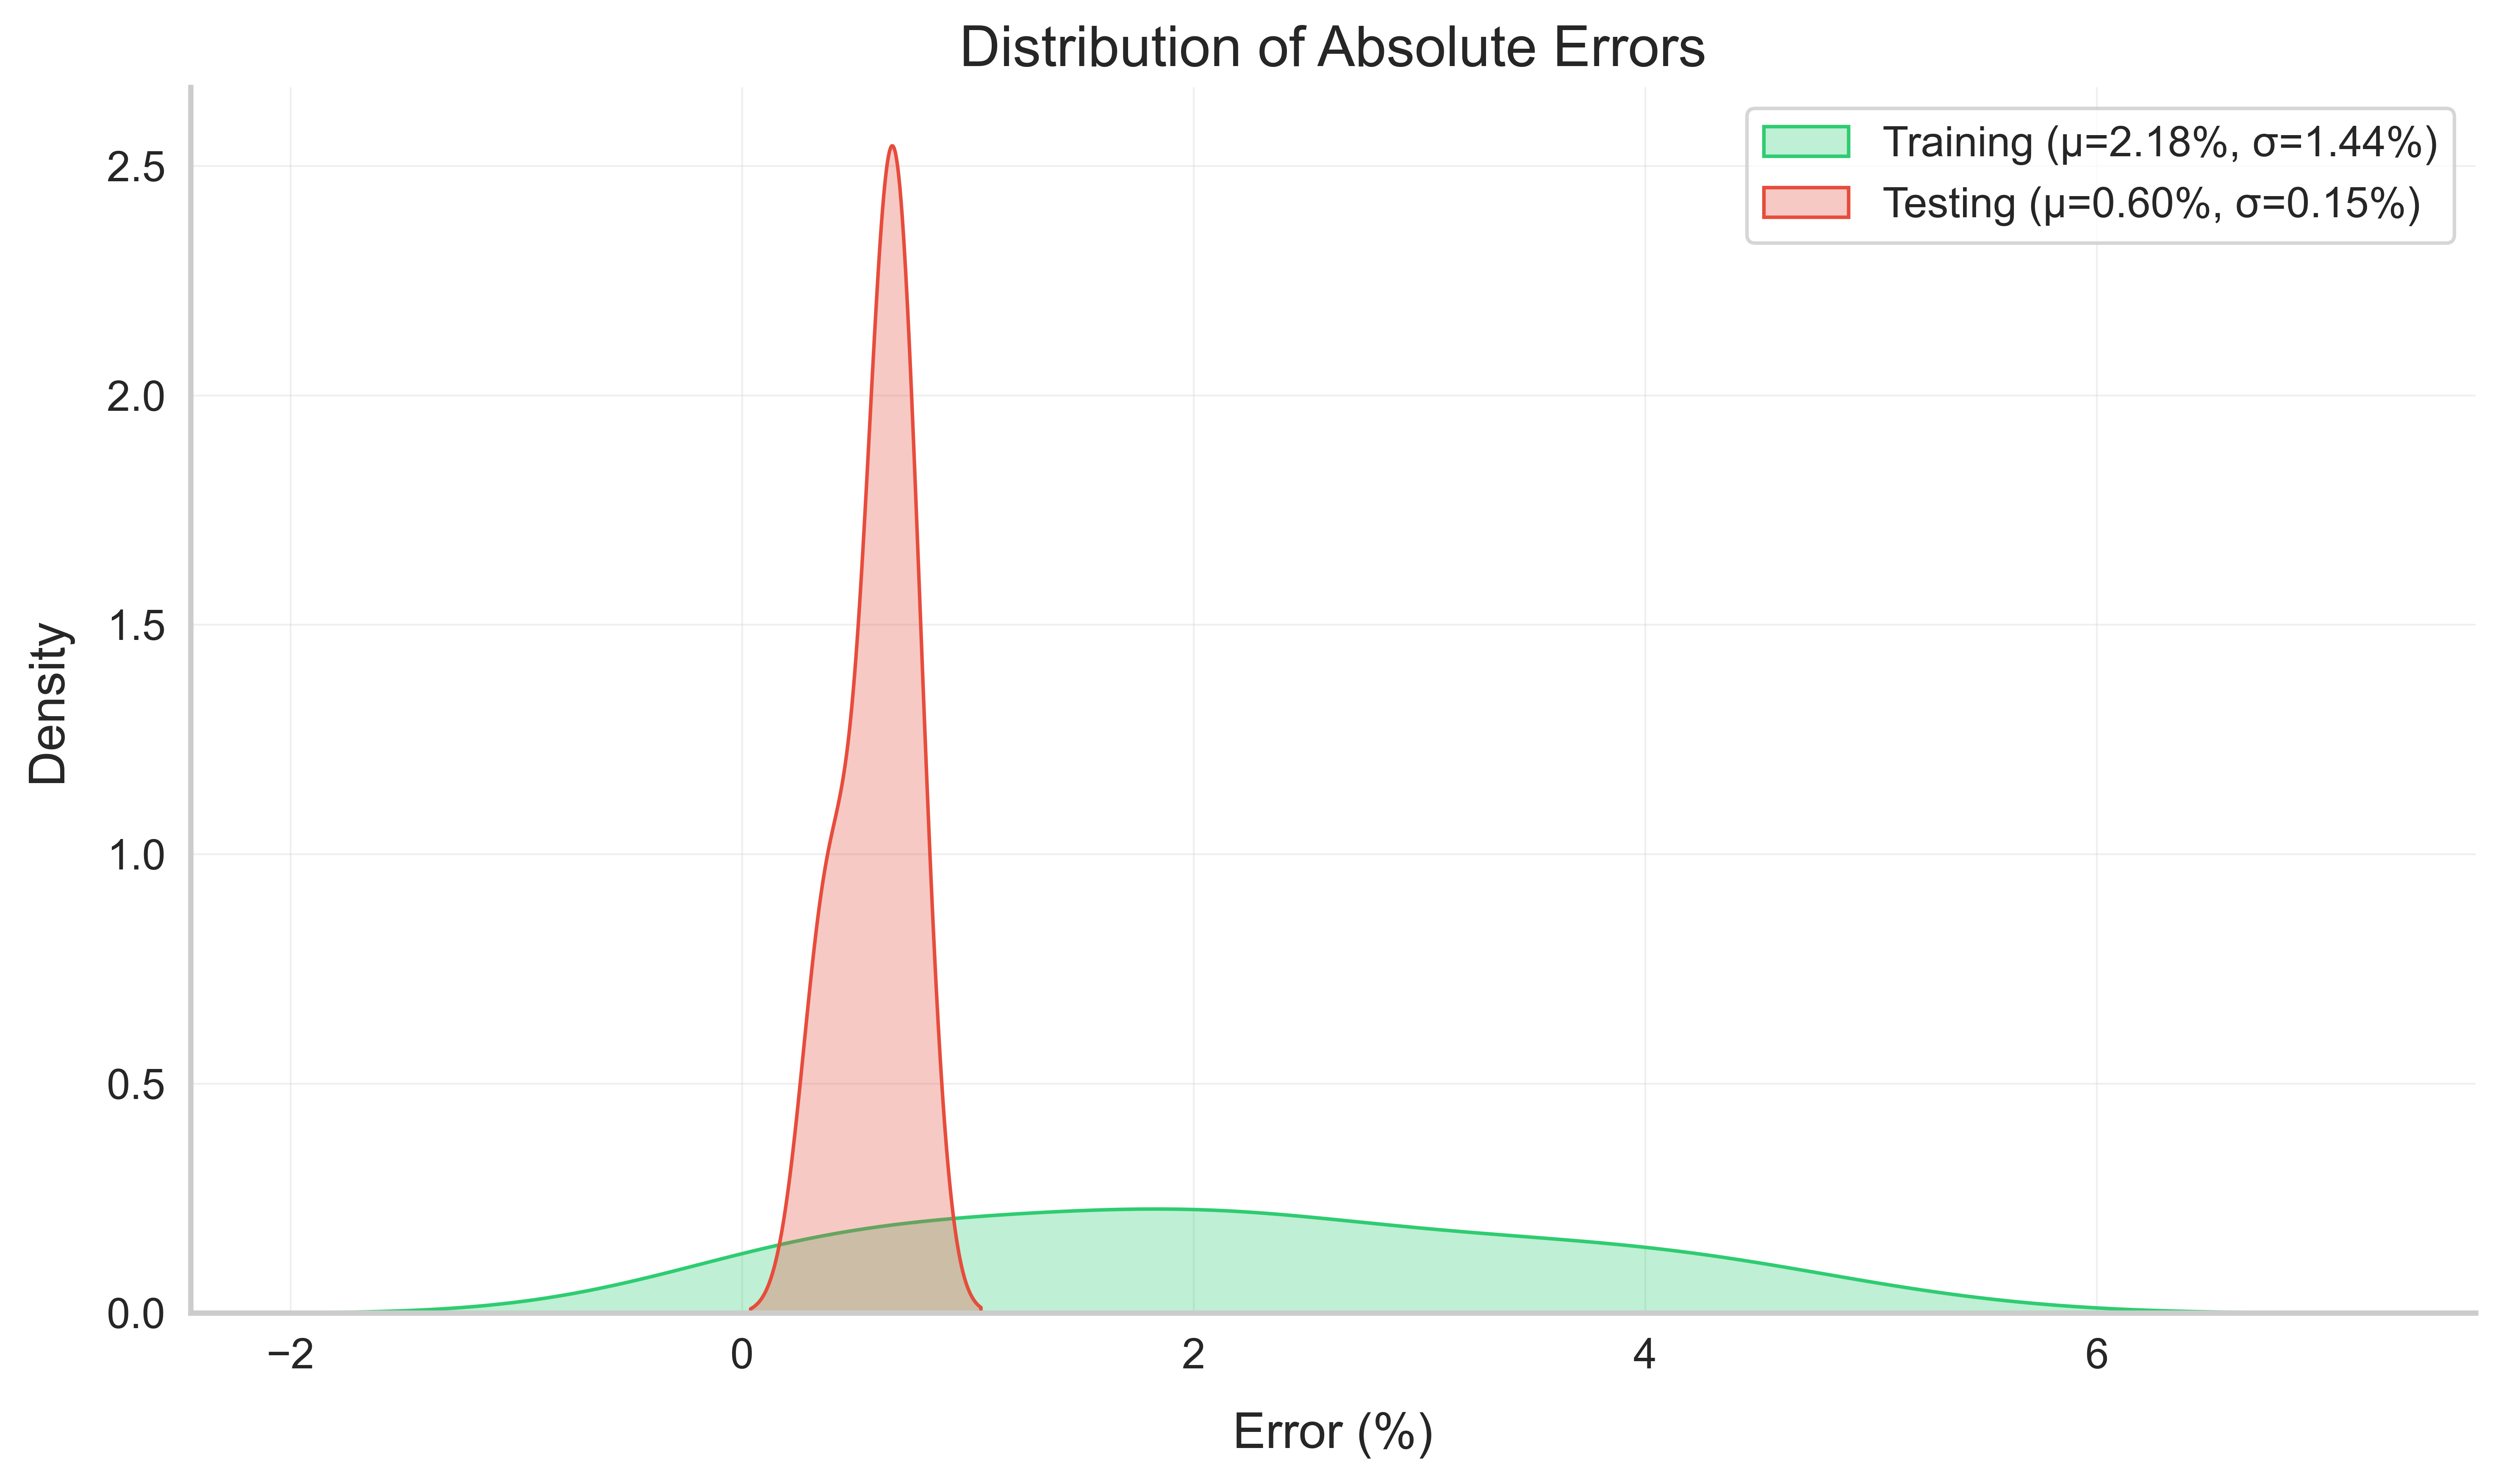 Distribution of Absolute Errors
Training (μ=2.18%, σ=1.44%)
Testing (μ=0.60%, σ=0.15%)
Density
2.5
2.0
1.5
1.0
0.5
0.0
−2
0
2
4
6
Error (%)